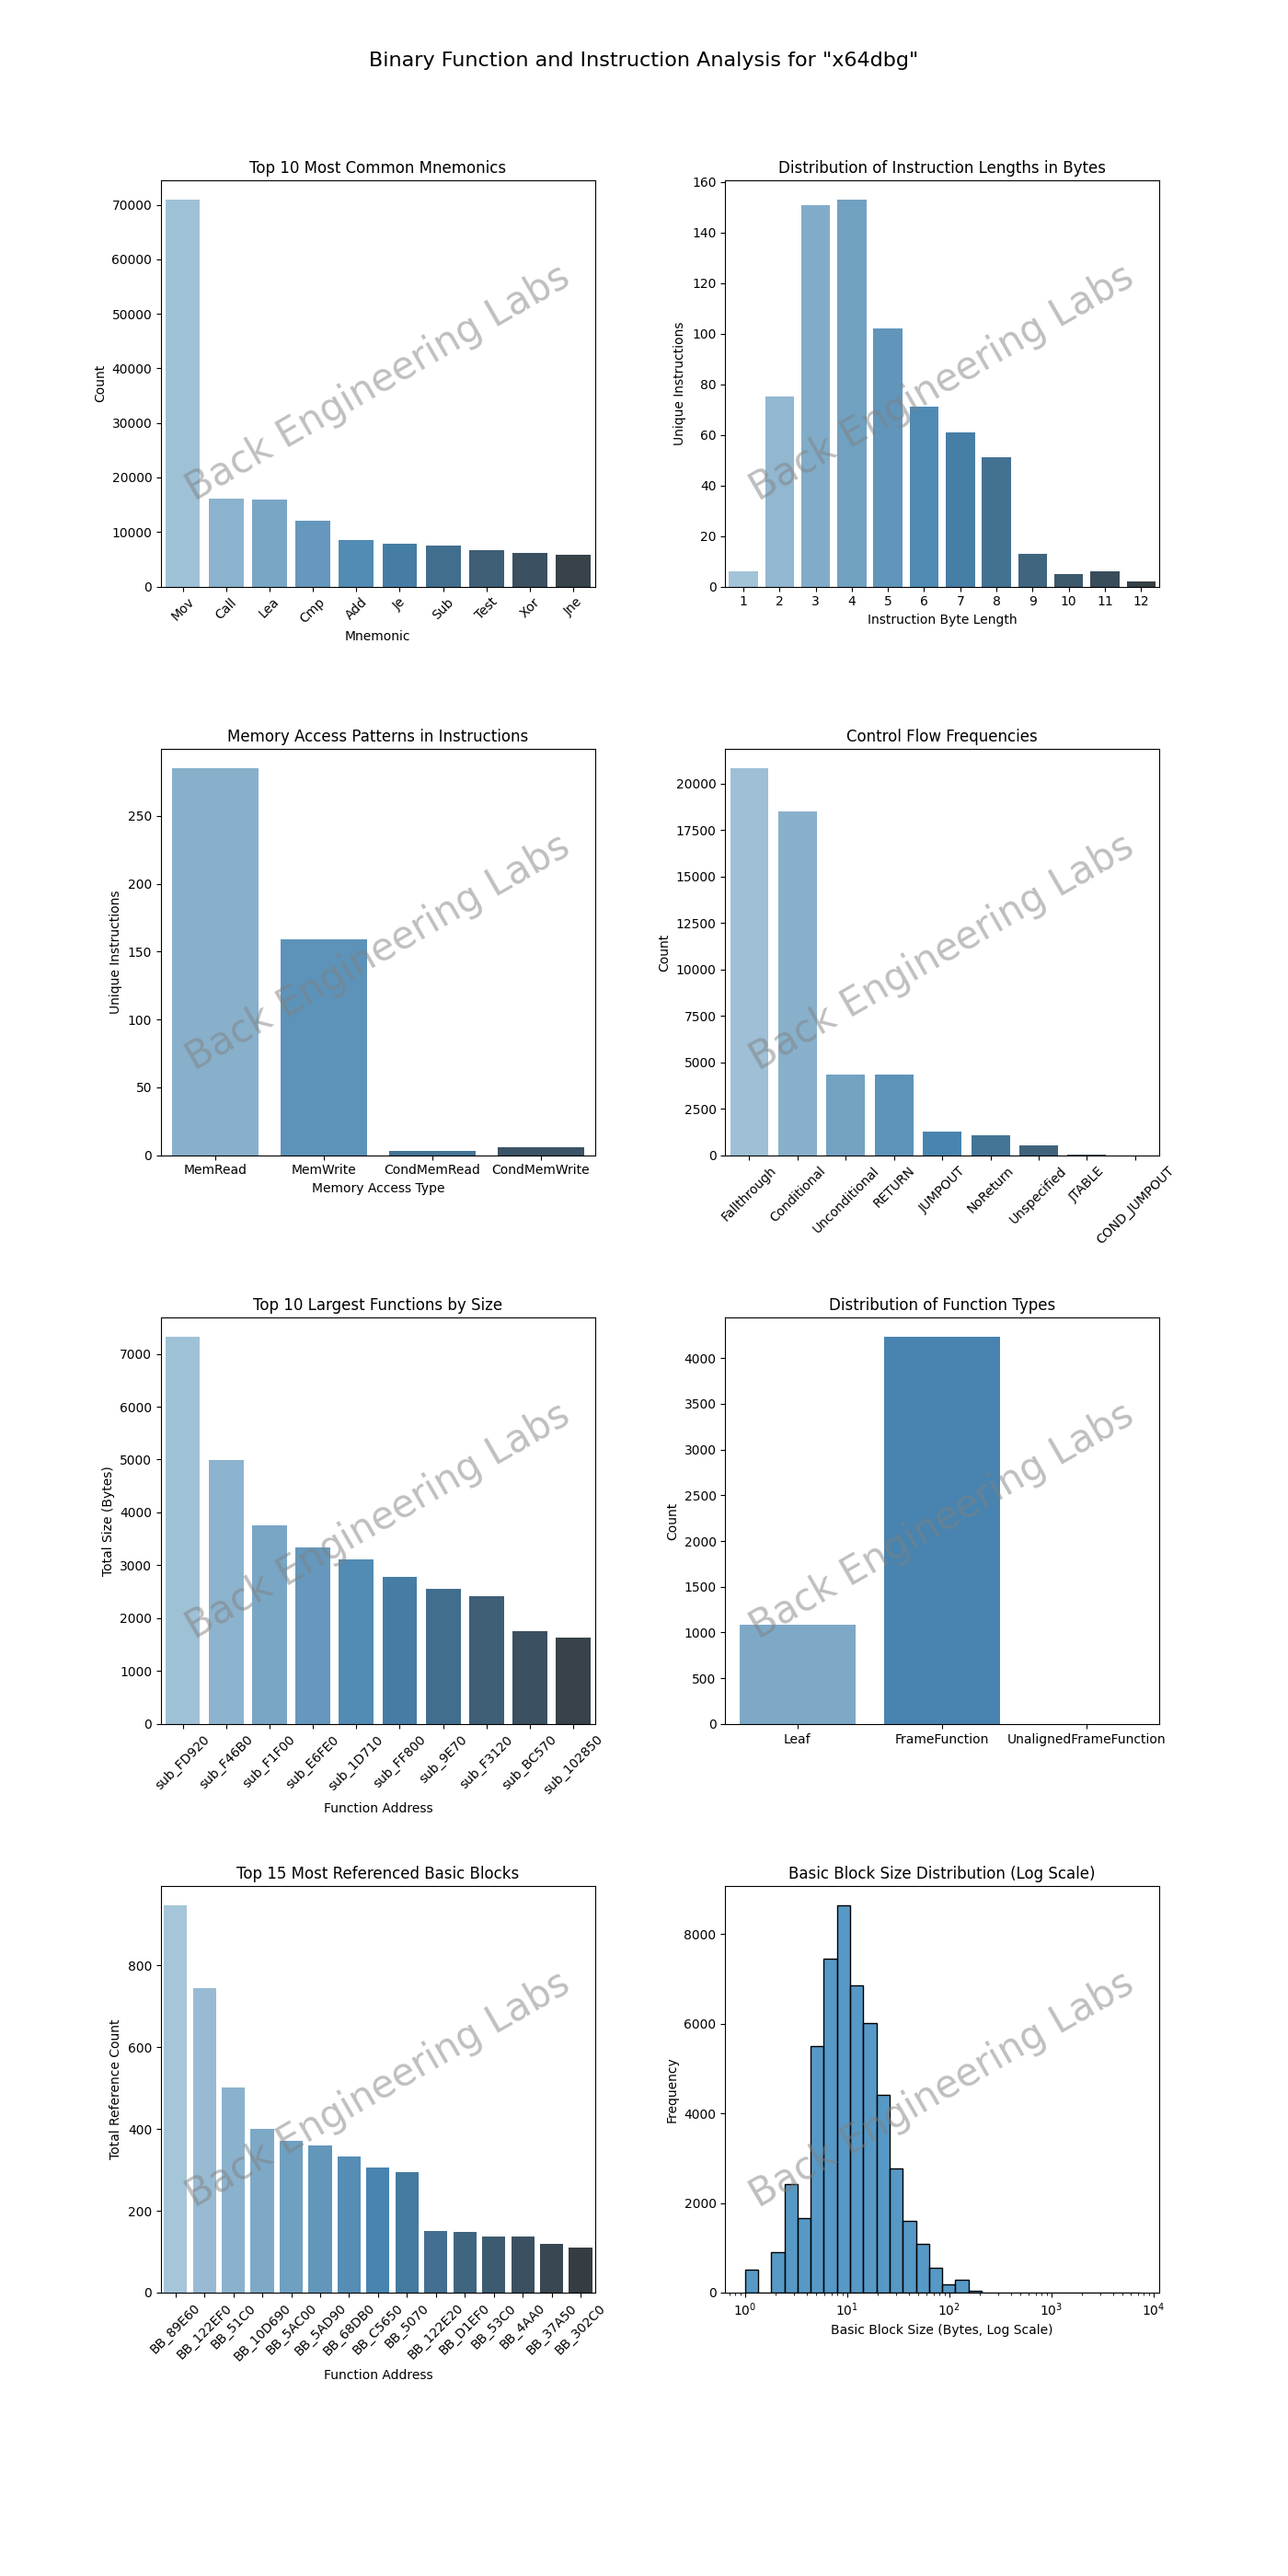 Binary Function and Instruction Analysis for "x64dbg"
Top 10 Most Common Mnemonics
70000
60000
50000
40000
30000
20000
10000
0
Count
Mov Call Lea Cmp Add Je Sub Test Xor Jne
Mnemonic
Back Engineering Labs
Distribution of Instruction Lengths in Bytes
160
140
120
100
80
60
40
20
0
Unique Instructions
1 2 3 4 5 6 7 8 9 10 11 12
Instruction Byte Length
Back Engineering Labs
Memory Access Patterns in Instructions
250
200
150
100
50
0
Unique Instructions
MemRead MemWrite CondMemRead CondMemWrite
Memory Access Type
Back Engineering Labs
Control Flow Frequencies
20000
17500
15000
12500
10000
7500
5000
2500
0
Count
Fallthrough Conditional Unconditional RETURN JUMPOUT NoReturn Unspecified JTABLE COND_JUMPOUT
Back Engineering Labs
Top 10 Largest Functions by Size
7000
6000
5000
4000
3000
2000
1000
0
Total Size (Bytes)
sub_FD920 sub_F46B0 sub_F1F00 sub_E6FE0 sub_1D710 sub_FF800 sub_9E70 sub_F3120 sub_BC570 sub_102850
Function Address
Back Engineering Labs
Distribution of Function Types
4000
3500
3000
2500
2000
1500
1000
500
0
Count
Leaf FrameFunction UnalignedFrameFunction
Back Engineering Labs
Top 15 Most Referenced Basic Blocks
800
600
400
200
0
Total Reference Count
BB_89E60 BB_122EF0 BB_51C0 BB_10D690 BB_5AC00 BB_5AD90 BB_68DB0 BB_C5650 BB_5070 BB_122E20 BB_D1EF0 BB_53C0 BB_4AA0 BB_37A50 BB_302C0
Function Address
Back Engineering Labs
Basic Block Size Distribution (Log Scale)
8000
6000
4000
2000
0
Frequency
10⁰ 10¹ 10² 10³ 10⁴
Basic Block Size (Bytes, Log Scale)
Back Engineering Labs